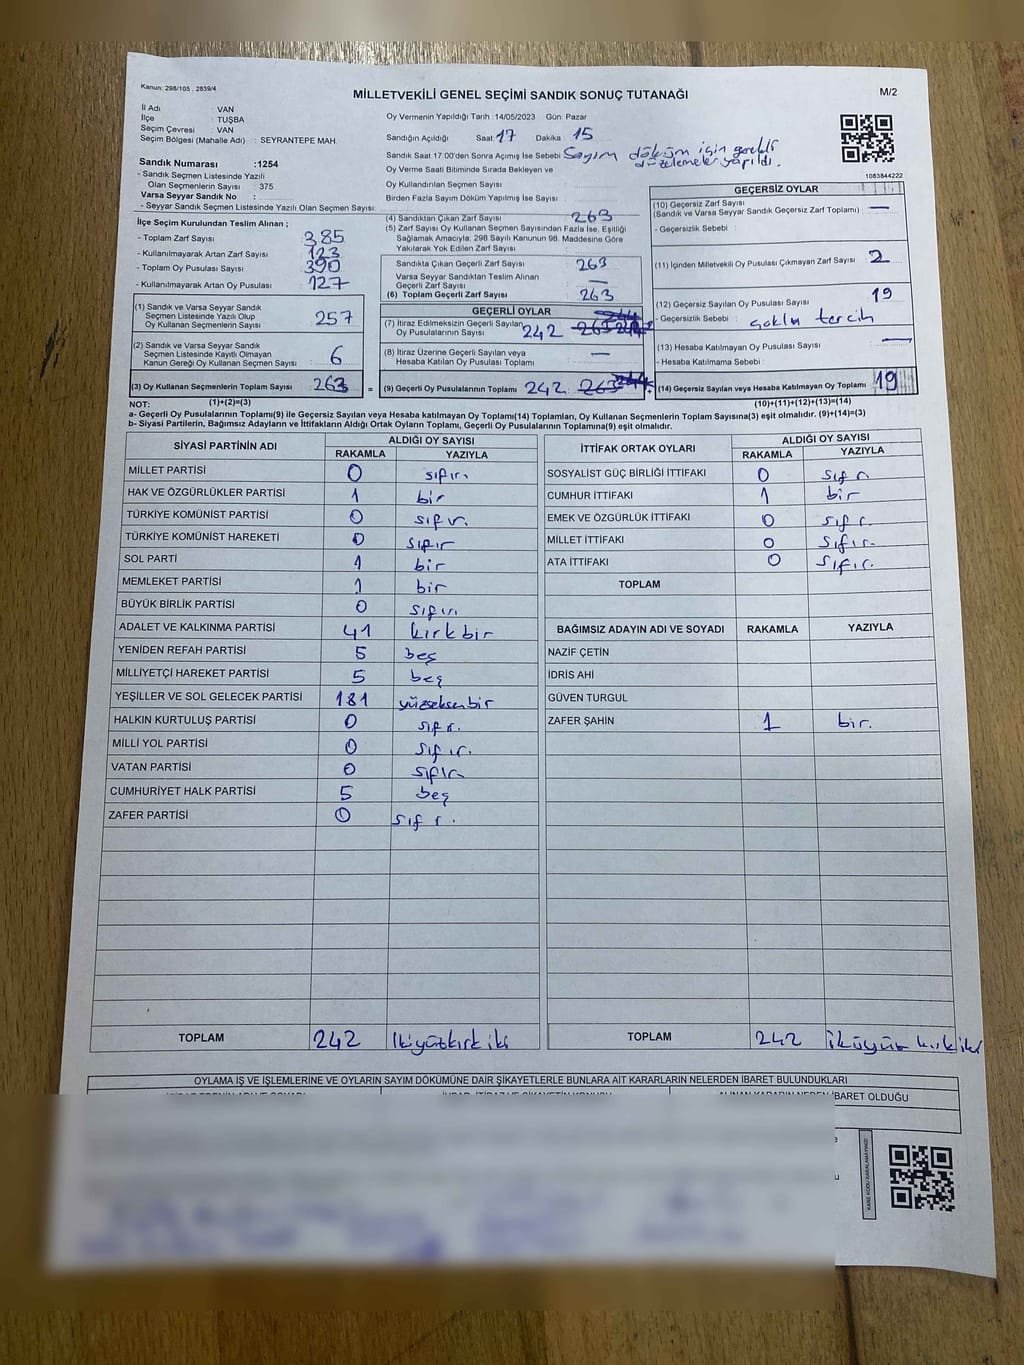 Kanun: 298/105 , 2839/4
MİLLETVEKİLİ GENEL SEÇİMİ SANDIK SONUÇ TUTANAĞI
M/2
İl Adı : VAN
İlçe : TUŞBA
Seçim Çevresi : VAN
Seçim Bölgesi (Mahalle Adı) : SEYRANTEPE MAH.
Sandık Numarası :1254
- Sandık Seçmen Listesinde Yazılı
Olan Seçmenlerin Sayısı : 375
Varsa Seyyar Sandık No :
- Seyyar Sandık Seçmen Listesinde Yazılı Olan Seçmen Sayısı:
Oy Vermenin Yapıldığı Tarih :14/05/2023 Gün: Pazar
Sandığın Açıldığı Saat: 17 Dakika : 15
Sandık Saat 17.00'den Sonra Açımış İse Sebebi : Sayım döküm için gerekli
düzelemeler yapıldı.
Oy Verme Saati Bitiminde Sırada Bekleyen ve
Oy Kullandırılan Seçmen Sayısı :
Birden Fazla Sayım Döküm Yapılmış İse Sayısı :
1083844222
İlçe Seçim Kurulundan Teslim Alınan ;
- Toplam Zarf Sayısı : 385
- Kullanılmayarak Artan Zarf Sayısı : 123
- Toplam Oy Pusulası Sayısı : 390
- Kullanılmayarak Artan Oy Pusulası : 127
(1) Sandık ve Varsa Seyyar Sandık
Seçmen Listesinde Yazılı Olup
Oy Kullanan Seçmenlerin Sayısı : 257
(2) Sandık ve Varsa Seyyar Sandık
Seçmen Listesinde Kayıtlı Olmayan
Kanun Gereği Oy Kullanan Seçmen Sayısı : 6
(3) Oy Kullanan Seçmenlerin Toplam Sayısı : 263 =
(4) Sandıktan Çıkan Zarf Sayısı : 263
(5) Zarf Sayısı Oy Kullanan Seçmen Sayısından Fazla İse, Eşitliği
Sağlamak Amacıyla; 298 Sayılı Kanunun 98. Maddesine Göre
Yakılarak Yok Edilen Zarf Sayısı :
Sandıkta Çıkan Geçerli Zarf Sayısı : 263
Varsa Seyyar Sandıktan Teslim Alınan
Geçerli Zarf Sayısı : —
(6) Toplam Geçerli Zarf Sayısı : 263
GEÇERLİ OYLAR
(7) İtiraz Edilmeksizin Geçerli Sayılan
Oy Pusulalarının Sayısı : 242 263
(8) İtiraz Üzerine Geçerli Sayılan veya
Hesaba Katılan Oy Pusulası Toplamı : —
(9) Geçerli Oy Pusulalarının Toplamı : 242 263
GEÇERSİZ OYLAR
(10) Geçersiz Zarf Sayısı :
(Sandık ve Varsa Seyyar Sandık Geçersiz Zarf Toplamı) —
- Geçersizlik Sebebi :
(11) İçinden Milletvekili Oy Pusulası Çıkmayan Zarf Sayısı : 2
(12) Geçersiz Sayılan Oy Pusulası Sayısı : 19
- Geçersizlik Sebebi : çoklu tercih
(13) Hesaba Katılmayan Oy Pusulası Sayısı : —
- Hesaba Katılmama Sebebi :
(14) Geçersiz Sayılan veya Hesaba Katılmayan Oy Toplamı : 19
NOT: (1)+(2)=(3) (10)+(11)+(12)+(13)=(14)
a- Geçerli Oy Pusulalarının Toplamı(9) ile Geçersiz Sayılan veya Hesaba katılmayan Oy Toplamı(14) Toplamları, Oy Kullanan Seçmenlerin Toplam Sayısına(3) eşit olmalıdır. (9)+(14)=(3)
b- Siyasi Partilerin, Bağımsız Adayların ve İttifakların Aldığı Ortak Oyların Toplamı, Geçerli Oy Pusulalarının Toplamına(9) eşit olmalıdır.
SİYASİ PARTİNİN ADI ALDIĞI OY SAYISI
RAKAMLA YAZIYLA
MİLLET PARTİSİ 0 sıfır
HAK VE ÖZGÜRLÜKLER PARTİSİ 1 bir
TÜRKİYE KOMÜNİST PARTİSİ 0 sıfır.
TÜRKİYE KOMÜNİST HAREKETİ 0 sıfır
SOL PARTİ 1 bir
MEMLEKET PARTİSİ 1 bir
BÜYÜK BİRLİK PARTİSİ 0 sıfır
ADALET VE KALKINMA PARTİSİ 41 kırk bir
YENİDEN REFAH PARTİSİ 5 beş
MİLLİYETÇİ HAREKET PARTİSİ 5 beş
YEŞİLLER VE SOL GELECEK PARTİSİ 181 yüzseksenbir
HALKIN KURTULUŞ PARTİSİ 0 sıfır.
MİLLİ YOL PARTİSİ 0 sıfır.
VATAN PARTİSİ 0 sıfır
CUMHURİYET HALK PARTİSİ 5 beş
ZAFER PARTİSİ 0 sıfır.
TOPLAM 242 İkiyüzkırk iki
İTTİFAK ORTAK OYLARI ALDIĞI OY SAYISI
RAKAMLA YAZIYLA
SOSYALİST GÜÇ BİRLİĞİ İTTİFAKI 0 sıfır
CUMHUR İTTİFAKI 1 bir
EMEK VE ÖZGÜRLÜK İTTİFAKI 0 sıfır.
MİLLET İTTİFAKI 0 sıfır.
ATA İTTİFAKI 0 sıfır.
TOPLAM
BAĞIMSIZ ADAYIN ADI VE SOYADI RAKAMLA YAZIYLA
NAZİF ÇETİN
İDRİS AHİ
GÜVEN TURGUL
ZAFER ŞAHİN 1 bir.
TOPLAM 242 ikiyüz kırk iki
OYLAMA İŞ VE İŞLEMLERİNE VE OYLARIN SAYIM DÖKÜMÜNE DAİR ŞİKAYETLERLE BUNLARA AİT KARARLARIN NELERDEN İBARET BULUNDUKLARI
İBARET OLDUĞU
KARE KODU KARALAMAYINIZ!